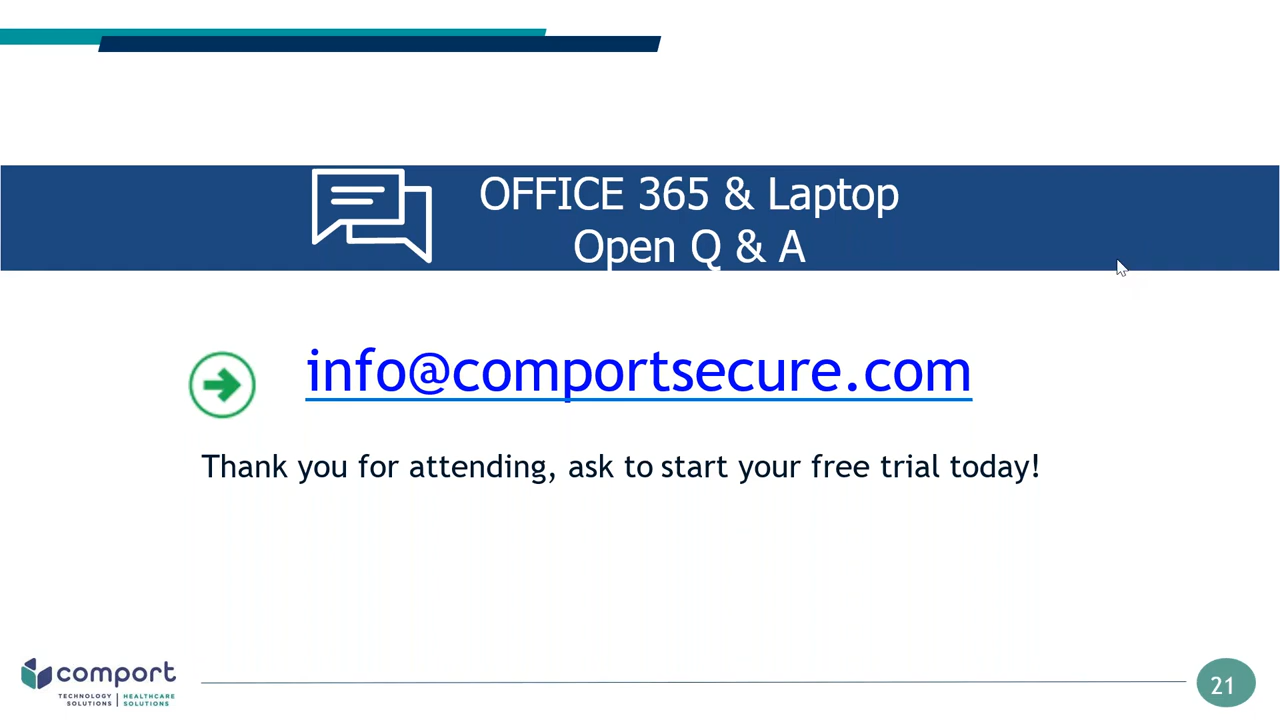 OFFICE 365 & Laptop
Open Q & A
info@comportsecure.com
Thank you for attending, ask to start your free trial today!
comport
TECHNOLOGY SOLUTIONS | HEALTHCARE SOLUTIONS
21